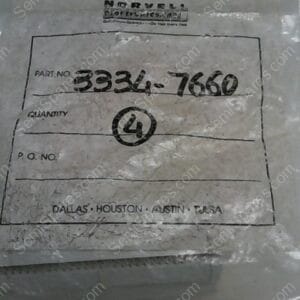 NORVELL
PART NO. 3334-7660
QUANTITY 4
P. O. NO.
DALLAS • HOUSTON • AUSTIN • TULSA